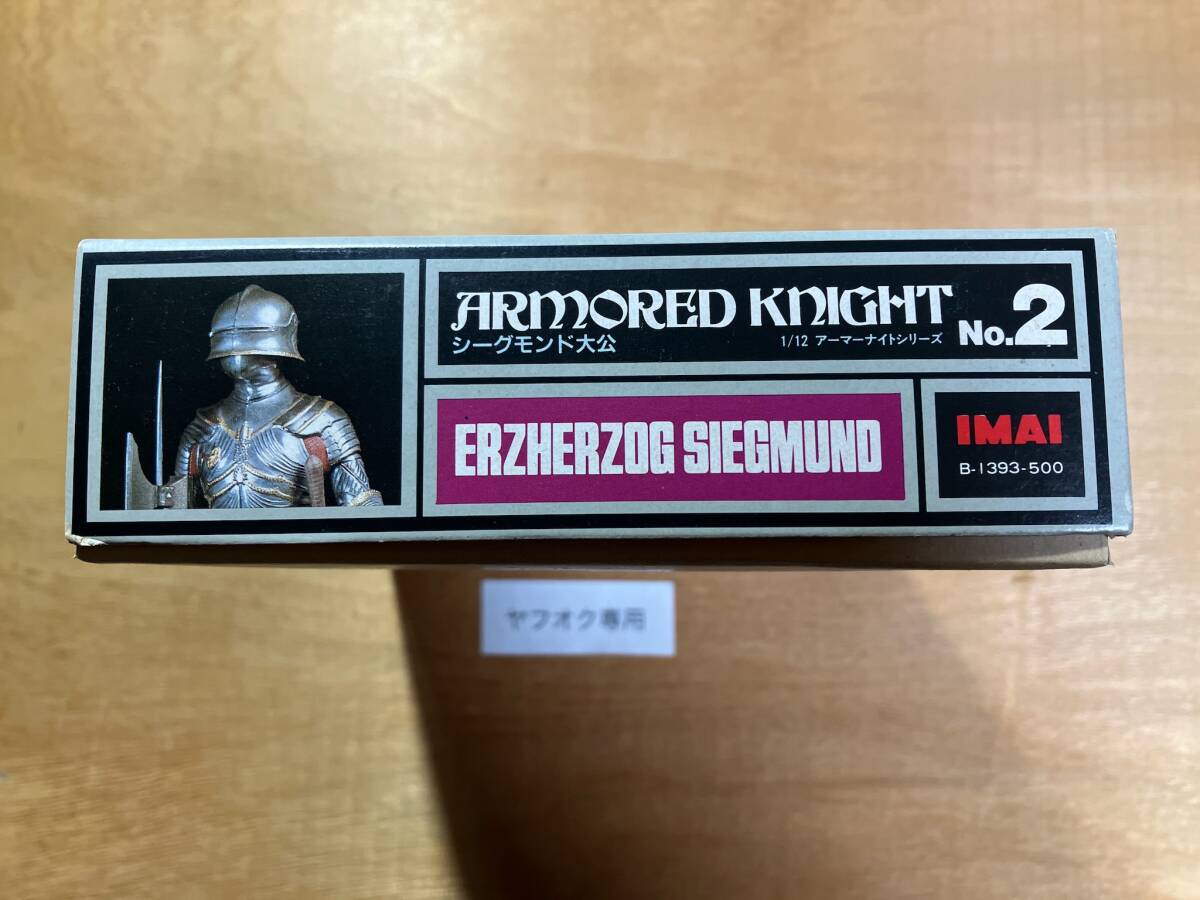 ARMORED KNIGHT No.2
シーグモンド大公 1/12 アーマーナイトシリーズ
ERZHERZOG SIEGMUND
IMAI
B-1393-500
ヤフオク専用